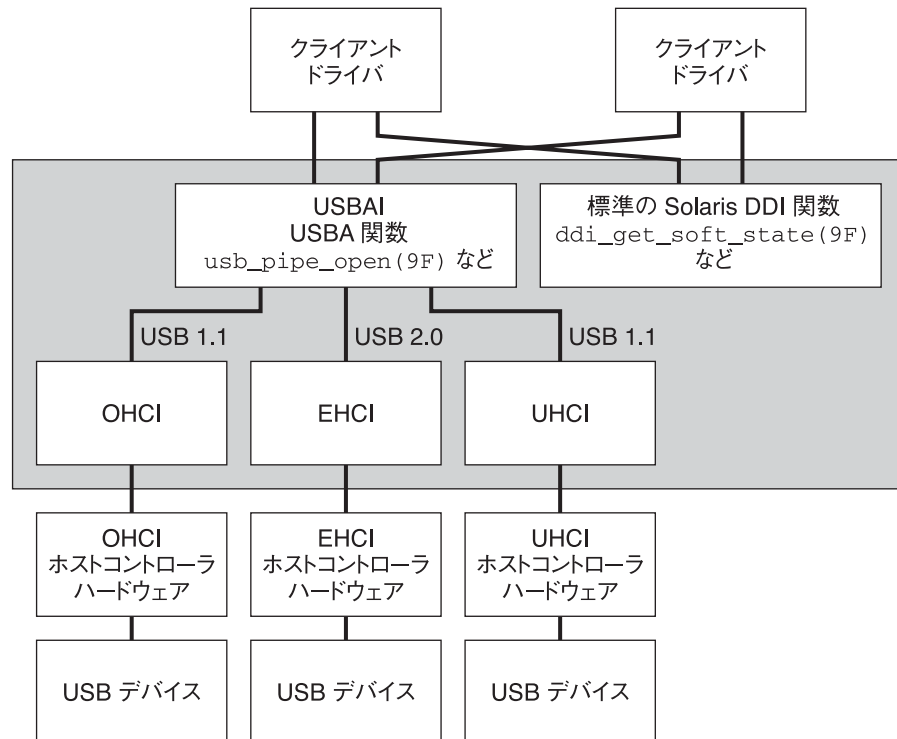 クライアント
ドライバ
クライアント
ドライバ
USBAI
USBA 関数
usb_pipe_open(9F) など
標準の Solaris DDI 関数
ddi_get_soft_state(9F)
など
USB 1.1
USB 2.0
USB 1.1
OHCI
EHCI
UHCI
OHCI
ホストコントローラ
ハードウェア
EHCI
ホストコントローラ
ハードウェア
UHCI
ホストコントローラ
ハードウェア
USB デバイス
USB デバイス
USB デバイス